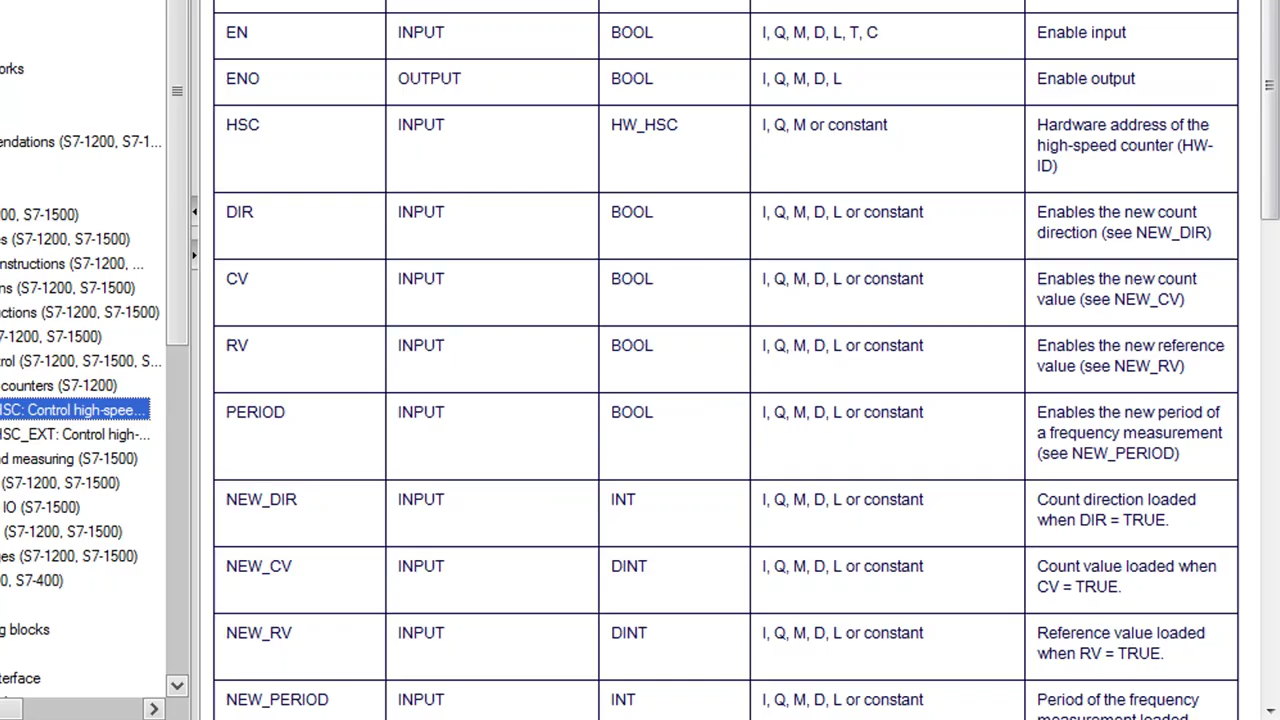 orks
endations (S7-1200, S7-1...
00, S7-1500)
s (S7-1200, S7-1500)
nstructions (S7-1200, ...
ns (S7-1200, S7-1500)
ctions (S7-1200, S7-1500)
7-1200, S7-1500)
rol (S7-1200, S7-1500, S...
counters (S7-1200)
HSC: Control high-spee...
HSC_EXT: Control high-...
d measuring (S7-1500)
(S7-1200, S7-1500)
IO (S7-1500)
(S7-1200, S7-1500)
ges (S7-1200, S7-1500)
0, S7-400)
g blocks
terface
EN INPUT BOOL I, Q, M, D, L, T, C Enable input
ENO OUTPUT BOOL I, Q, M, D, L Enable output
HSC INPUT HW_HSC I, Q, M or constant Hardware address of the
high-speed counter (HW-
ID)
DIR INPUT BOOL I, Q, M, D, L or constant Enables the new count
direction (see NEW_DIR)
CV INPUT BOOL I, Q, M, D, L or constant Enables the new count
value (see NEW_CV)
RV INPUT BOOL I, Q, M, D, L or constant Enables the new reference
value (see NEW_RV)
PERIOD INPUT BOOL I, Q, M, D, L or constant Enables the new period of
a frequency measurement
(see NEW_PERIOD)
NEW_DIR INPUT INT I, Q, M, D, L or constant Count direction loaded
when DIR = TRUE.
NEW_CV INPUT DINT I, Q, M, D, L or constant Count value loaded when
CV = TRUE.
NEW_RV INPUT DINT I, Q, M, D, L or constant Reference value loaded
when RV = TRUE.
NEW_PERIOD INPUT INT I, Q, M, D, L or constant Period of the frequency
measurement loaded